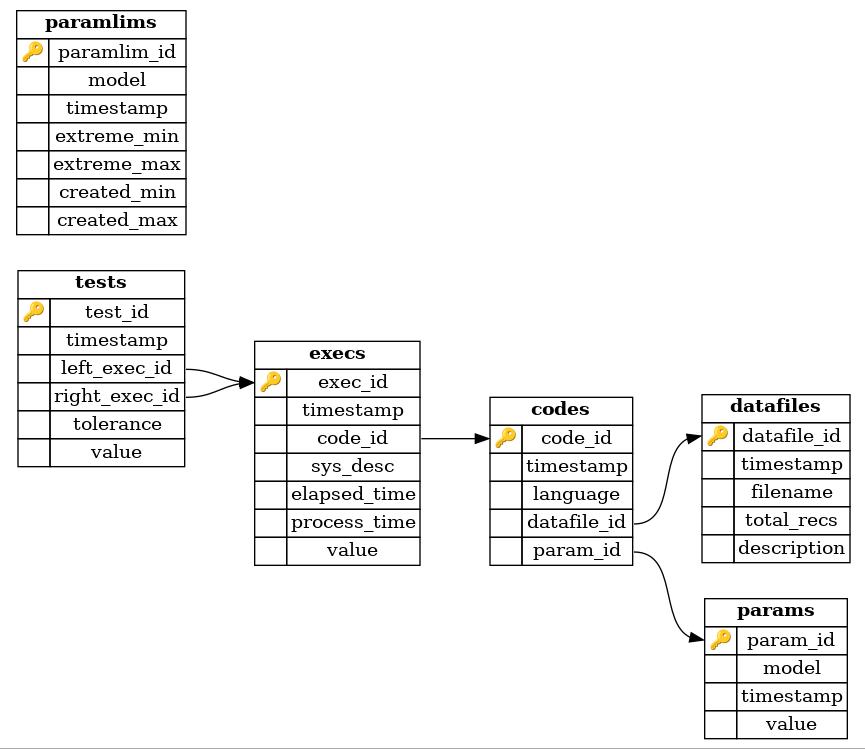 paramlims
paramlim_id
model
timestamp
extreme_min
extreme_max
created_min
created_max
tests
test_id
timestamp
left_exec_id
right_exec_id
tolerance
value
execs
exec_id
timestamp
code_id
sys_desc
elapsed_time
process_time
value
codes
code_id
timestamp
language
datafile_id
param_id
datafiles
datafile_id
timestamp
filename
total_recs
description
params
param_id
model
timestamp
value